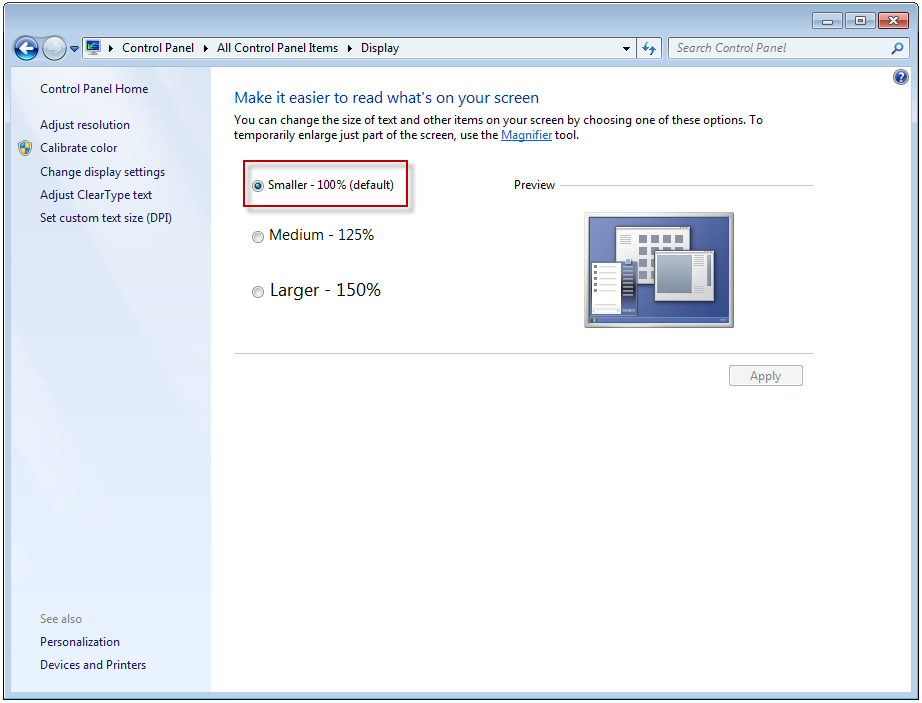 Control Panel All Control Panel Items Display
Search Control Panel
Control Panel Home
Adjust resolution
Calibrate color
Change display settings
Adjust ClearType text
Set custom text size (DPI)
See also
Personalization
Devices and Printers
Make it easier to read what's on your screen
You can change the size of text and other items on your screen by choosing one of these options. To
temporarily enlarge just part of the screen, use the Magnifier tool.
Smaller - 100% (default)
Medium - 125%
Larger - 150%
Preview
Apply